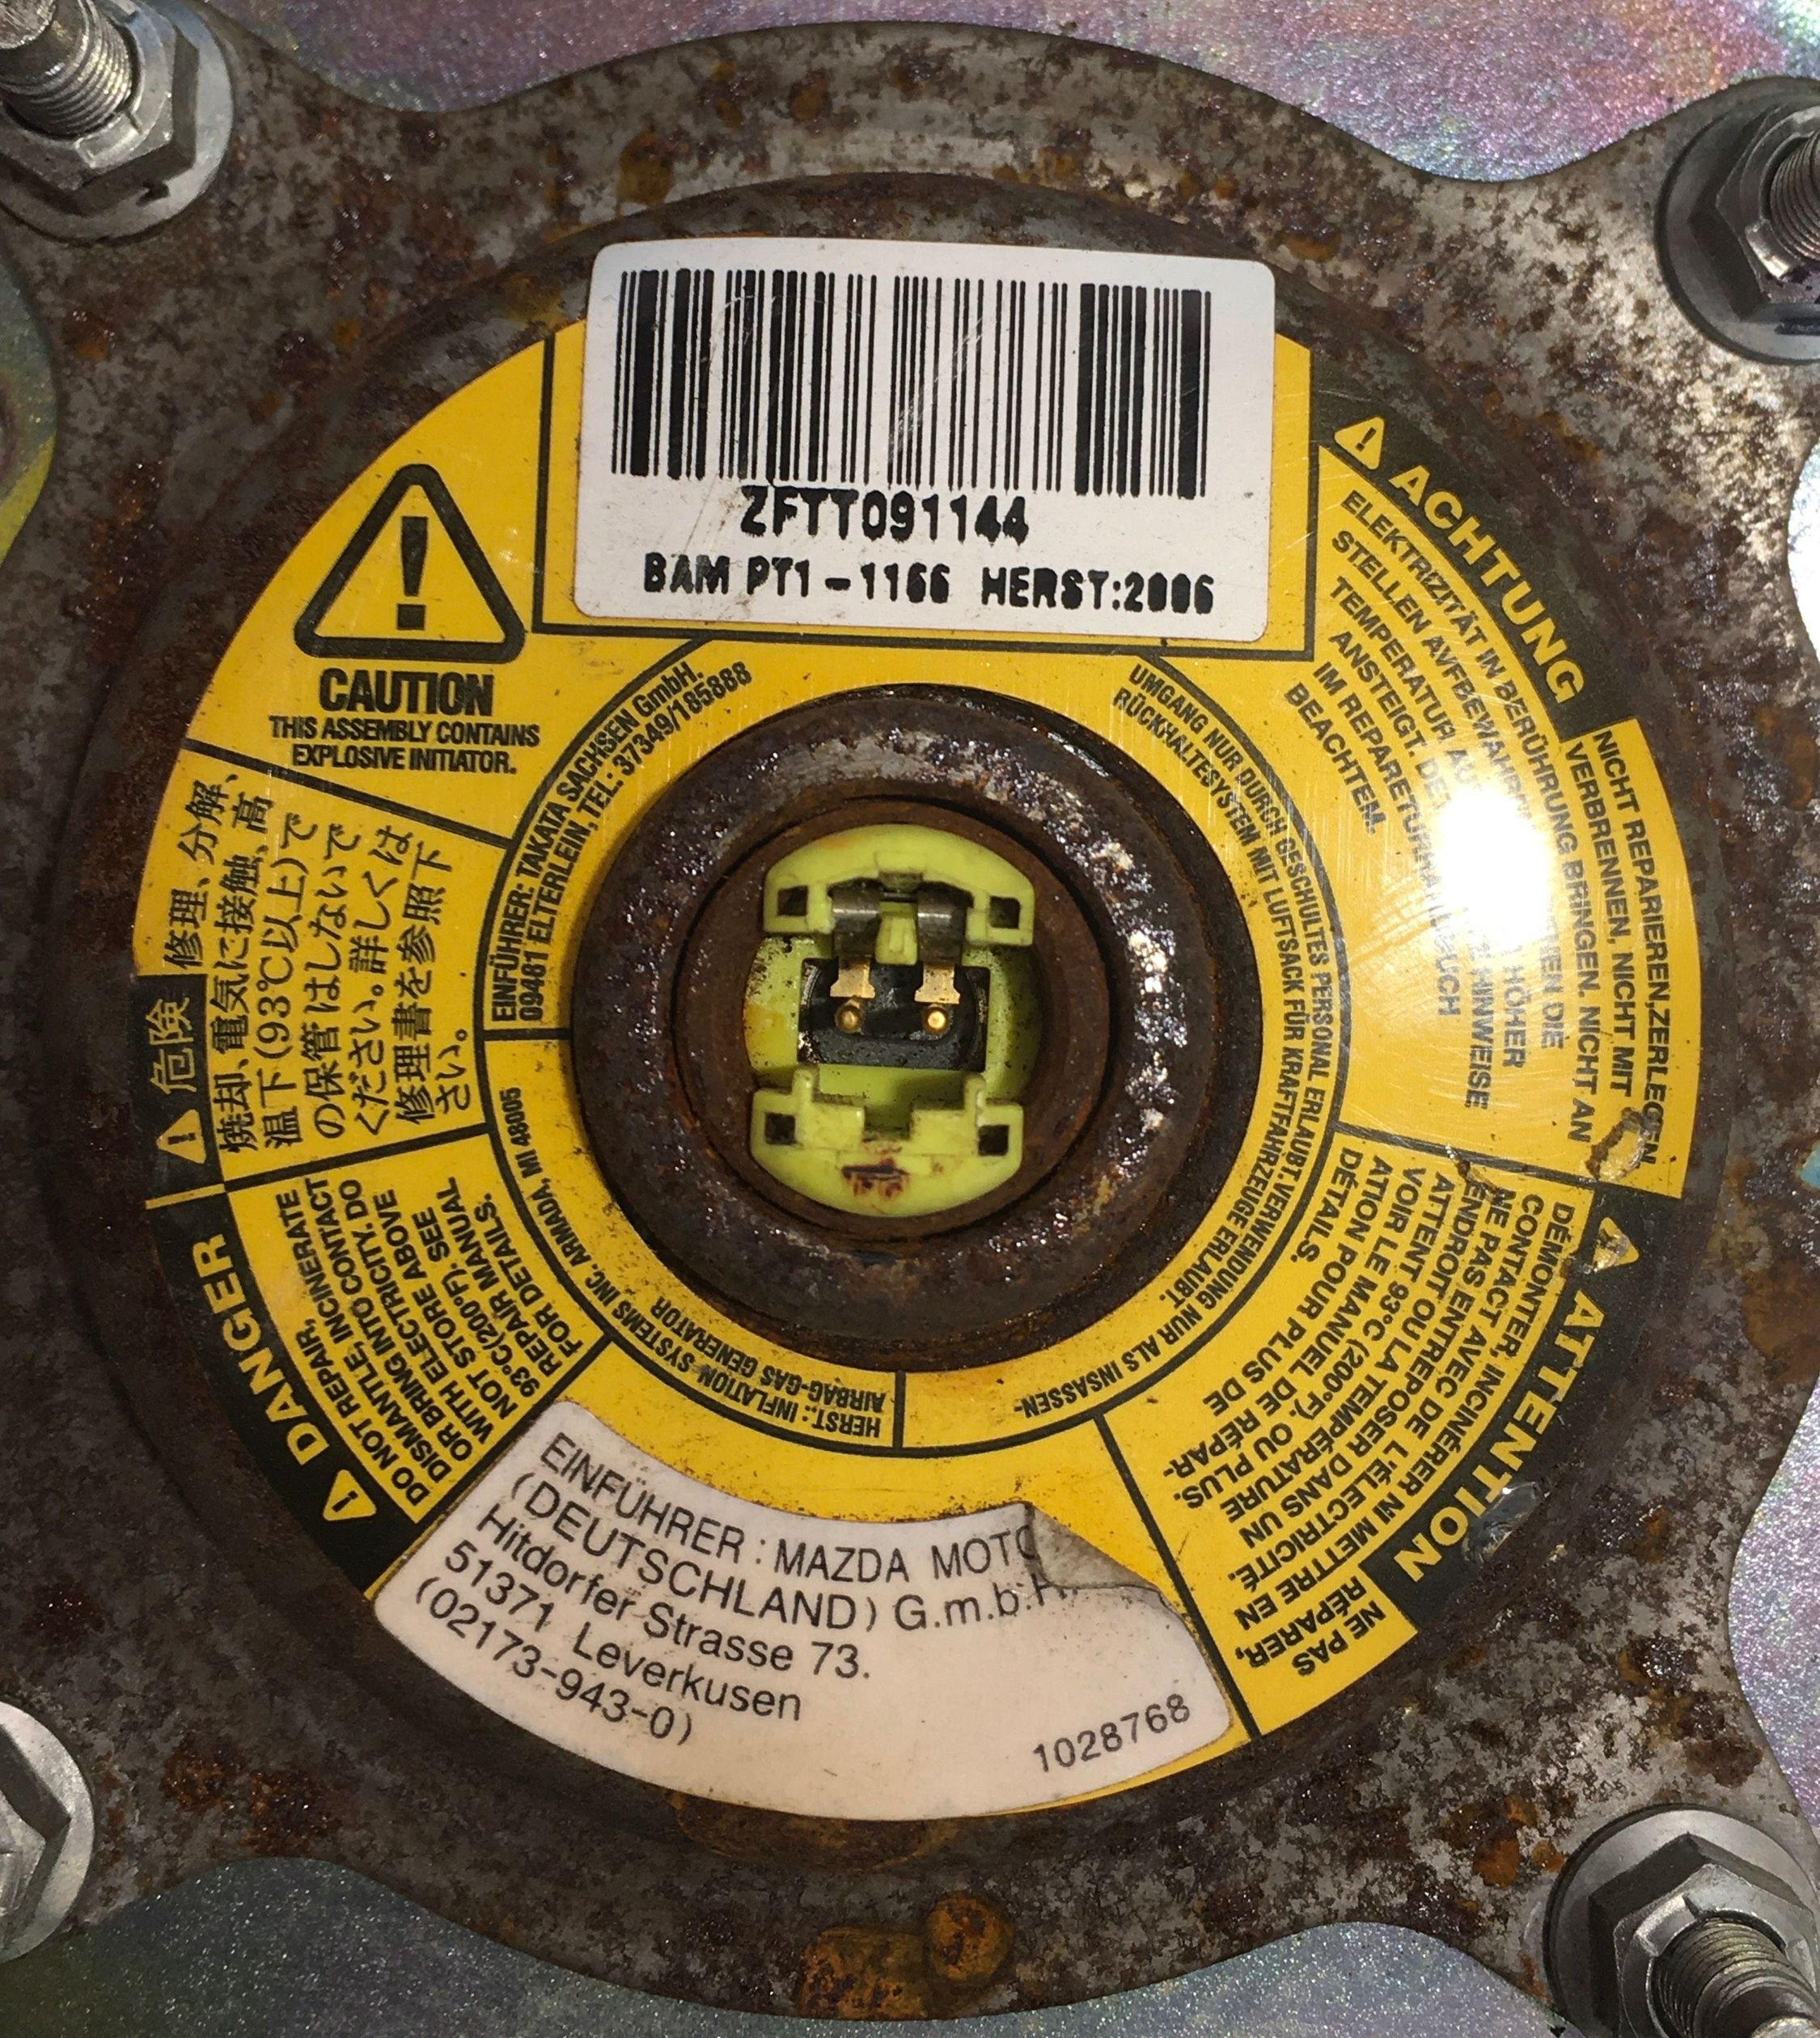 ZFTT091144
BAM PT1-1166 HERST:2006
CAUTION
THIS ASSEMBLY CONTAINS
EXPLOSIVE INITIATOR.
EINFÜHRER: TAKATA SACHSEN GmbH.
09481 ELTERLEIN, TEL: 37349/185888
UMGANG NUR DURCH GESCHULTES PERSONAL ERLAUBT. VERWENDUNG NUR ALS INSASSEN-
RÜCKHALTESYSTEM MIT LUFTSACK FÜR KRAFTFAHRZEUGE ERLAUBT.
ACHTUNG
NICHT REPARIEREN, ZERLEGEN
VERBRENNEN, NICHT MIT
ELEKTRIZITÄT IN BERÜHRUNG BRINGEN. NICHT AN
STELLEN AUFBEWAHREN DIE
TEMPERATUR HÖHER
ANSTEIGT. HINWEISE
IM REPARETURHANDBUCH
BEACHTEM.
危険
修理、分解、
焼却、電気に接触、高
温下(93℃以上)で
の保管はしないで
ください。詳しくは
修理書を参照下
さい。
DANGER
DO NOT REPAIR,
DISMANTLE, INCINERATE
OR BRING INTO CONTACT
WITH ELECTRICITY. DO
NOT STORE ABOVE
93°C(200°F). SEE
REPAIR MANUAL
FOR DETAILS.
HERST.: INFLATION SYSTEMS INC. ARMADA, MI 48005
AIRBAG-GAS GENERATOR
ATTENTION
NE PAS
RÉPARER,
DÉMONTER, INCINÉRER NI METTRE EN
CONTACT AVEC DE L'ÉLECTRICITÉ.
NE PAS ENTREPOSER DANS UN
ENDROIT OU LA TEMPÉRATURE
ATTENT 93°C (200°F). OU PLUS.
VOIR LE MANUEL DE RÉPAR-
ATION POUR PLUS DE
DÉTAILS.
EINFÜHRER : MAZDA
(DEUTSCHLAND) G.m.b.H.
Hitdorfer Strasse 73.
51371 Leverkusen
(02173-943-0)
1028768